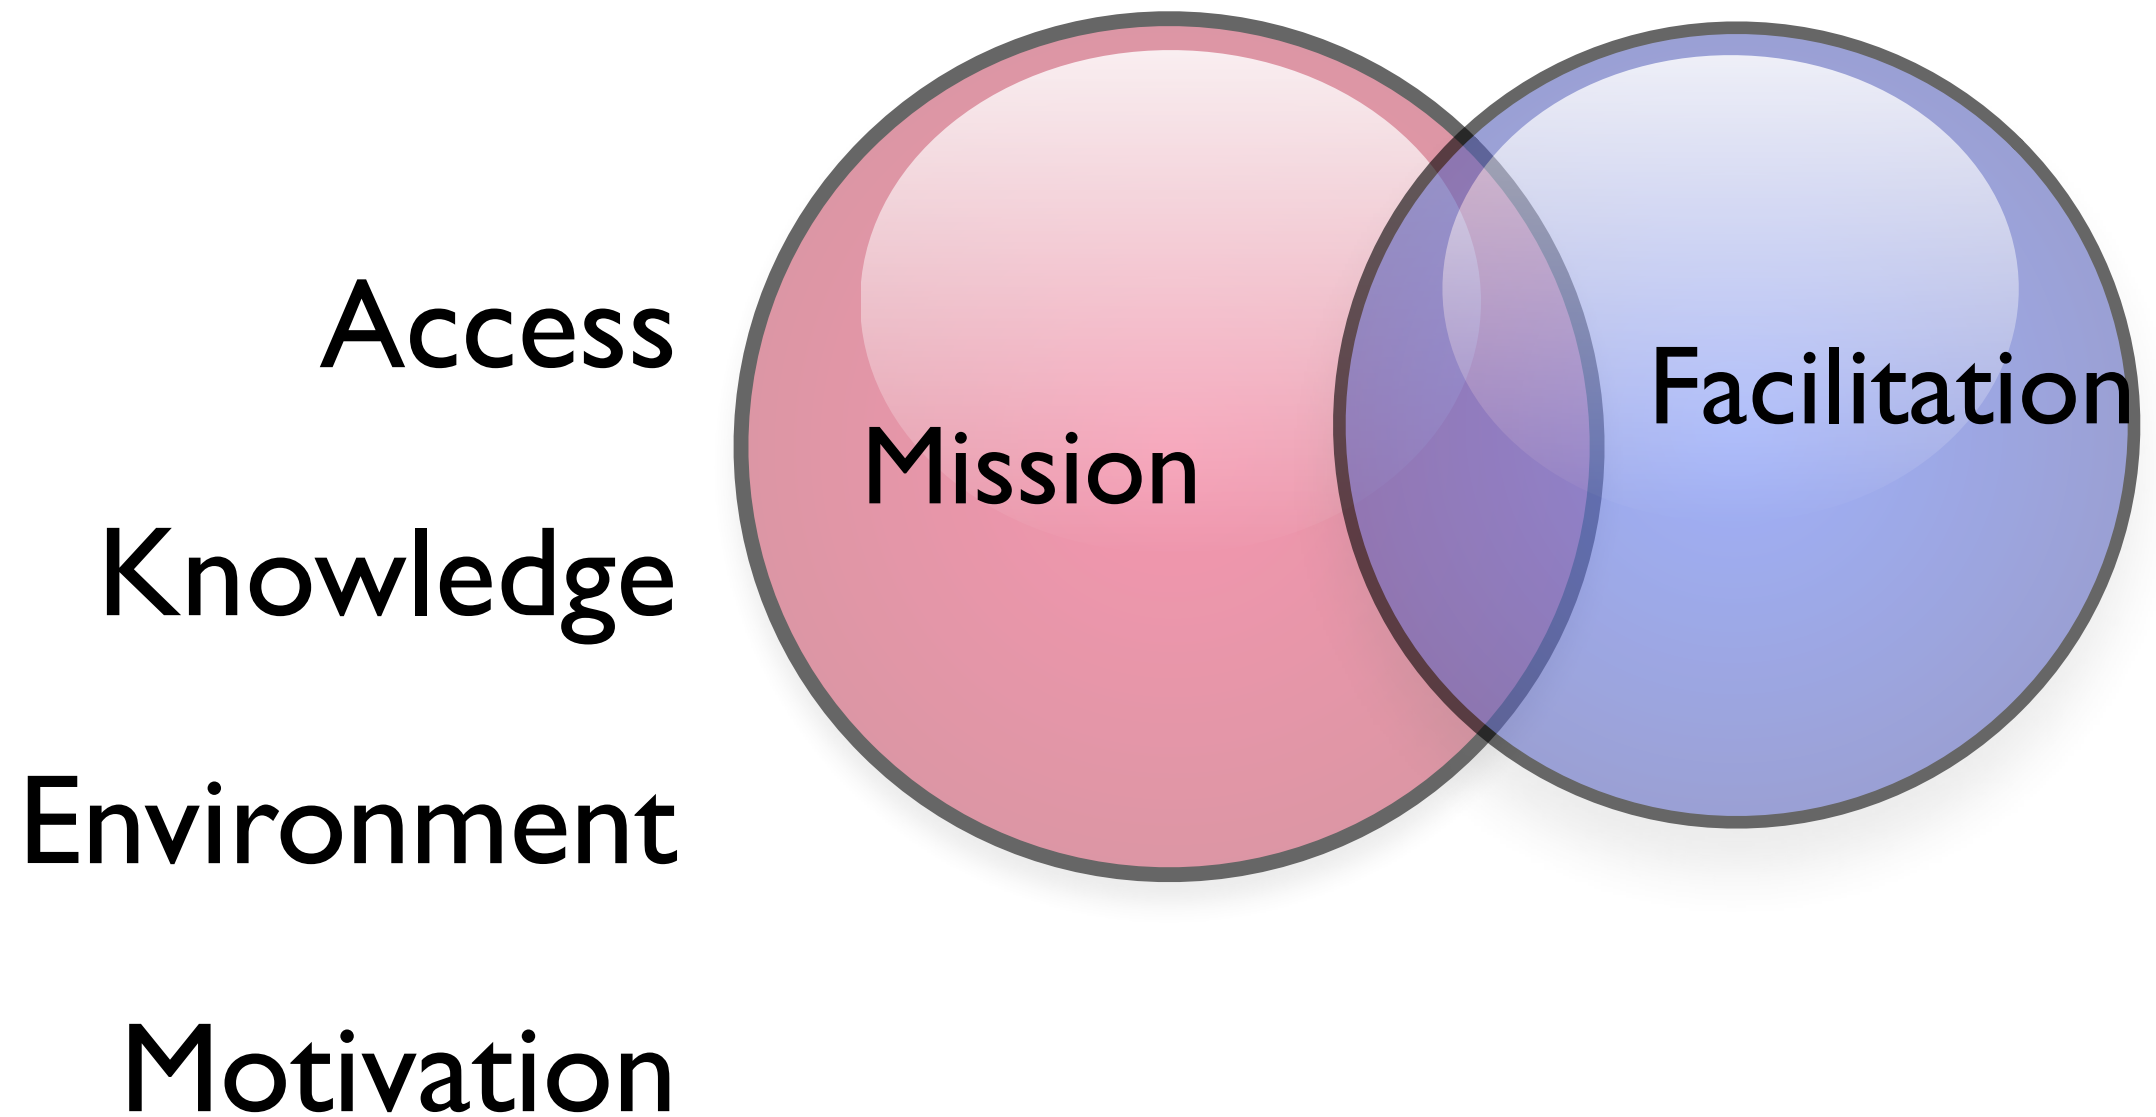 Access
Knowledge
Environment
Motivation
Mission
Facilitation